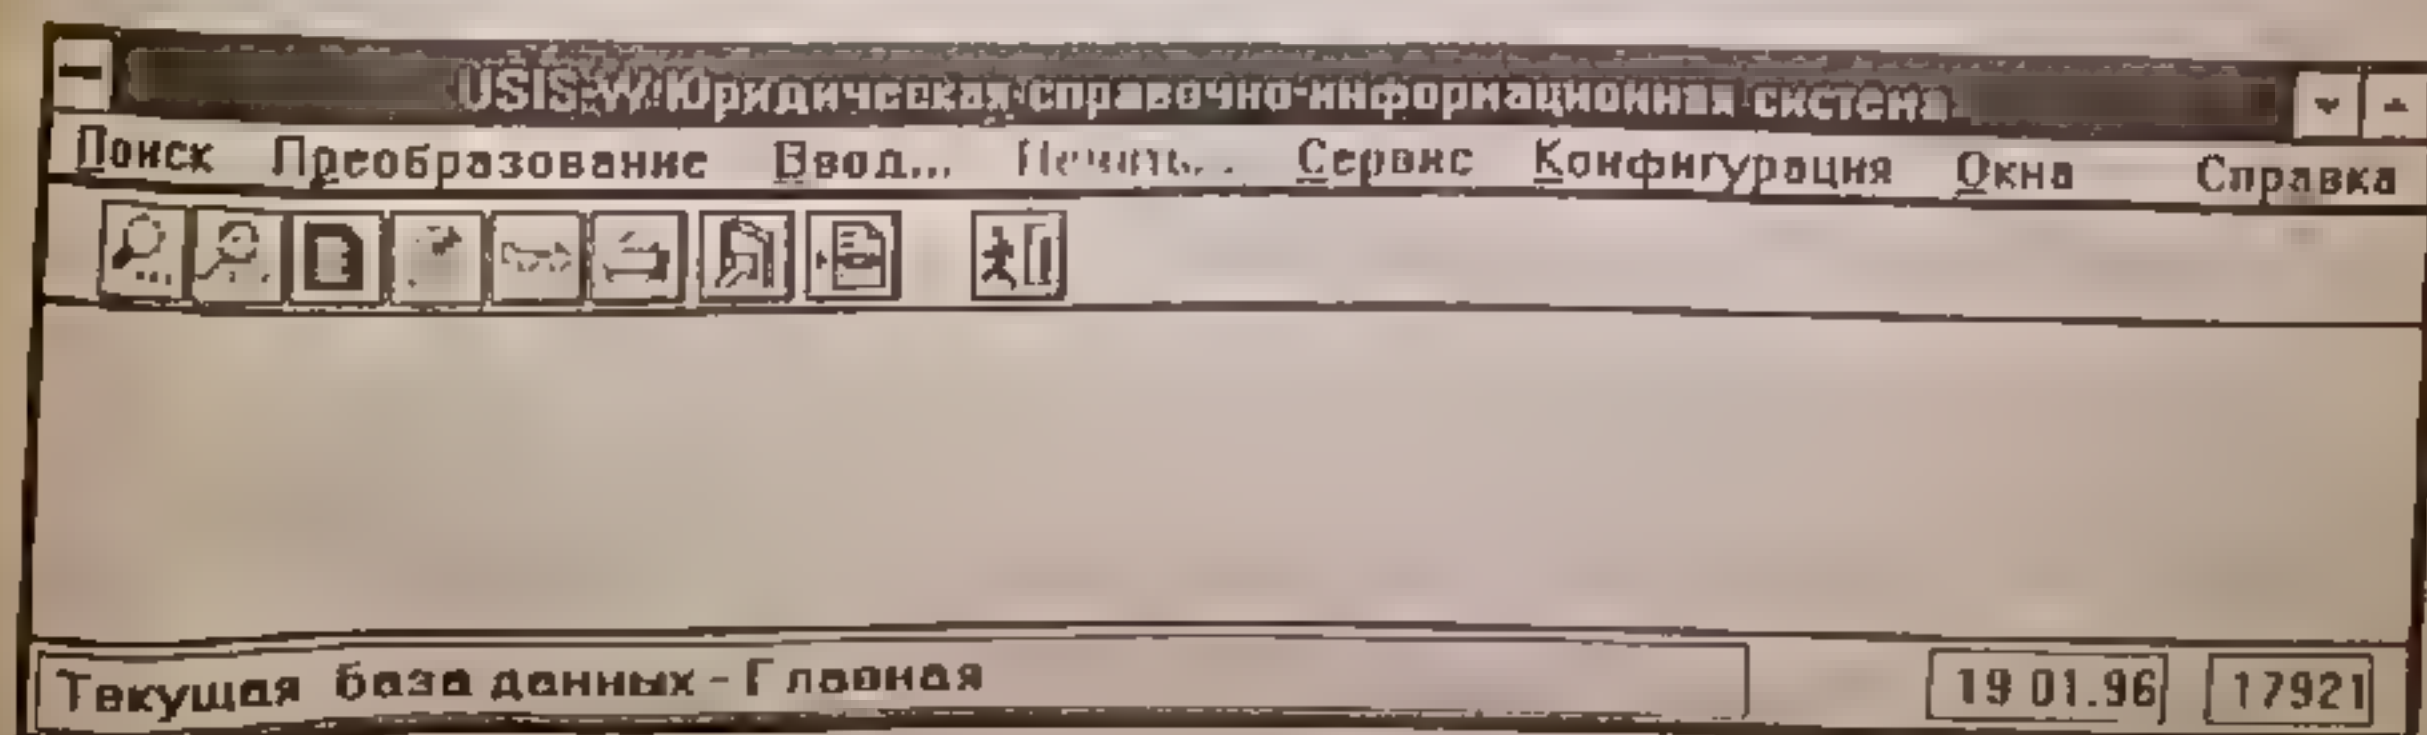 USIS-W: Юридическая справочно-информационная система
Поиск Преобразование Ввод... Печать... Сервис Конфигурация Окна Справка
Текущая база данных - Главная 19.01.96 17921